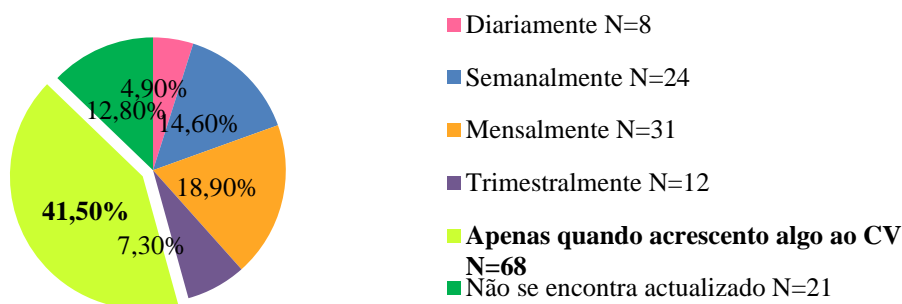 4,90%
12,80%
14,60%
18,90%
41,50%
7,30%
Diariamente N=8
Semanalmente N=24
Mensalmente N=31
Trimestralmente N=12
Apenas quando acrescento algo ao CV
N=68
Não se encontra actualizado N=21